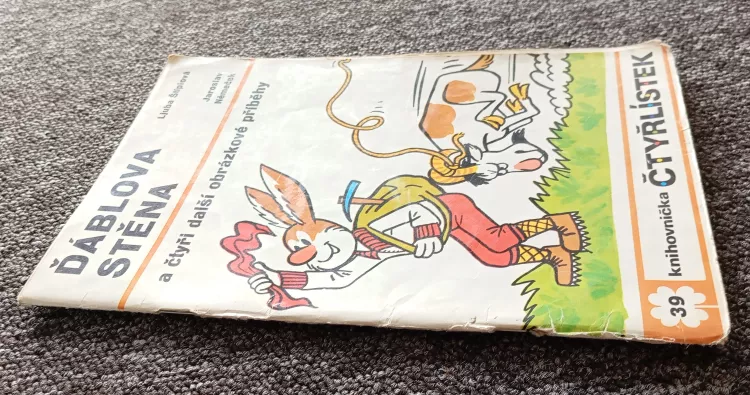 Ljuba Štíplová
Jaroslav
Němeček
ĎÁBLOVA
STĚNA
a čtyři další obrázkové příběhy
39 knihovnička ČTYŘLÍSTEK